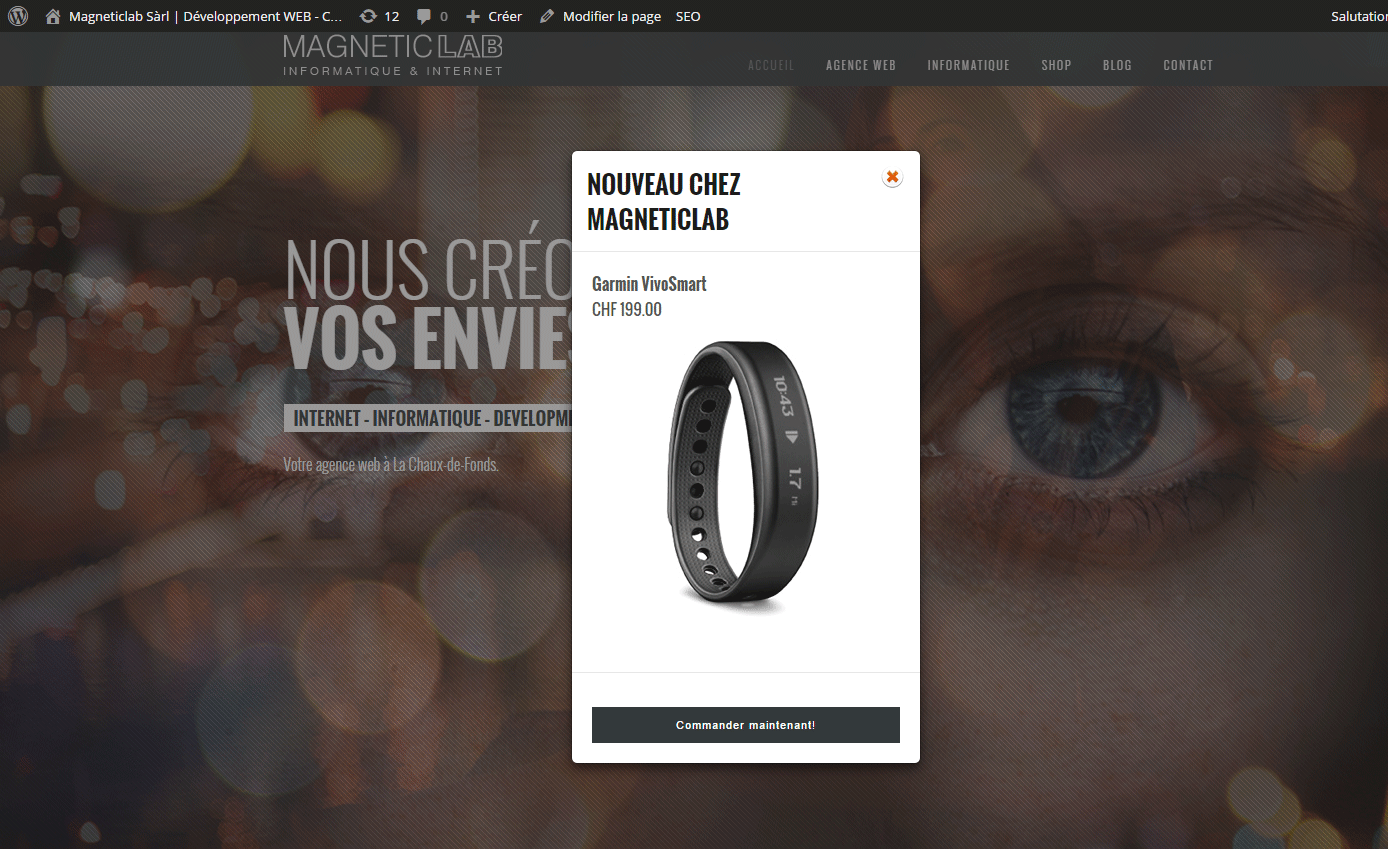 Magneticlab Sàrl | Développement WEB - C... 12 0 Créer Modifier la page SEO Salutation
MAGNETICLAB
INFORMATIQUE & INTERNET
ACCUEIL AGENCE WEB INFORMATIQUE SHOP BLOG CONTACT
NOUVEAU CHEZ
MAGNETICLAB
Garmin VivoSmart
CHF 199.00
10:43
1.7
Commander maintenant!
NOUS CRÉO
VOS ENVIES
INTERNET - INFORMATIQUE - DEVELOPME
Votre agence web à La Chaux-de-Fonds.